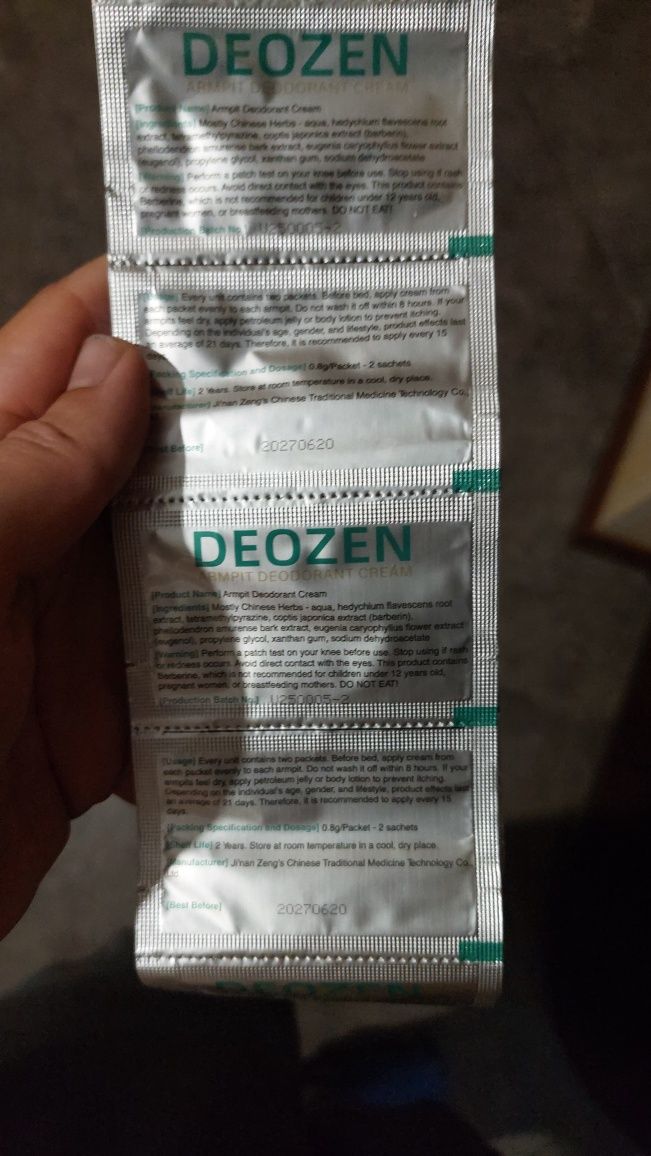 DEOZEN
ARMPIT DEODORANT CREAM
[Product Name] Armpit Deodorant Cream
[Ingredients] Mostly Chinese Herbs - aqua, hedychium flavescens root
extract, tetramethylpyrazine, coptis japonica extract (barberin),
phellodendron amurense bark extract, eugenia caryophyllus flower extract
(eugenol), propylene glycol, xanthan gum, sodium dehydroacetate
[Warning] Perform a patch test on your knee before use. Stop using if rash
or redness occurs. Avoid direct contact with the eyes. This product contains
Berberine, which is not recommended for children under 12 years old,
pregnant women, or breastfeeding mothers. DO NOT EAT!
[Production Batch No.] U250005-2
[Usage] Every unit contains two packets. Before bed, apply cream from
each packet evenly to each armpit. Do not wash it off within 8 hours. If your
armpits feel dry, apply petroleum jelly or body lotion to prevent itching.
Depending on the individual's age, gender, and lifestyle, product effects last
an average of 21 days. Therefore, it is recommended to apply every 15
days.
Packing Specification and Dosage] 0.8g/Packet - 2 sachets
Shelf Life] 2 Years. Store at room temperature in a cool, dry place.
Manufacturer] Ji'nan Zeng's Chinese Traditional Medicine Technology Co.,
Best Before] 20270620
DEOZEN
ARMPIT DEODORANT CREAM
[Product Name] Armpit Deodorant Cream
[Ingredients] Mostly Chinese Herbs - aqua, hedychium flavescens root
extract, tetramethylpyrazine, coptis japonica extract (barberin),
phellodendron amurense bark extract, eugenia caryophyllus flower extract
(eugenol), propylene glycol, xanthan gum, sodium dehydroacetate
[Warning] Perform a patch test on your knee before use. Stop using if rash
or redness occurs. Avoid direct contact with the eyes. This product contains
Berberine, which is not recommended for children under 12 years old,
pregnant women, or breastfeeding mothers. DO NOT EAT!
[Production Batch No.] U250005-2
[Usage] Every unit contains two packets. Before bed, apply cream from
each packet evenly to each armpit. Do not wash it off within 8 hours. If your
armpits feel dry, apply petroleum jelly or body lotion to prevent itching.
Depending on the individual's age, gender, and lifestyle, product effects last
an average of 21 days. Therefore, it is recommended to apply every 15
days.
[Packing Specification and Dosage] 0.8g/Packet - 2 sachets
[Shelf Life] 2 Years. Store at room temperature in a cool, dry place.
[Manufacturer] Ji'nan Zeng's Chinese Traditional Medicine Technology Co.,
Ltd
[Best Before] 20270620
DEOZEN